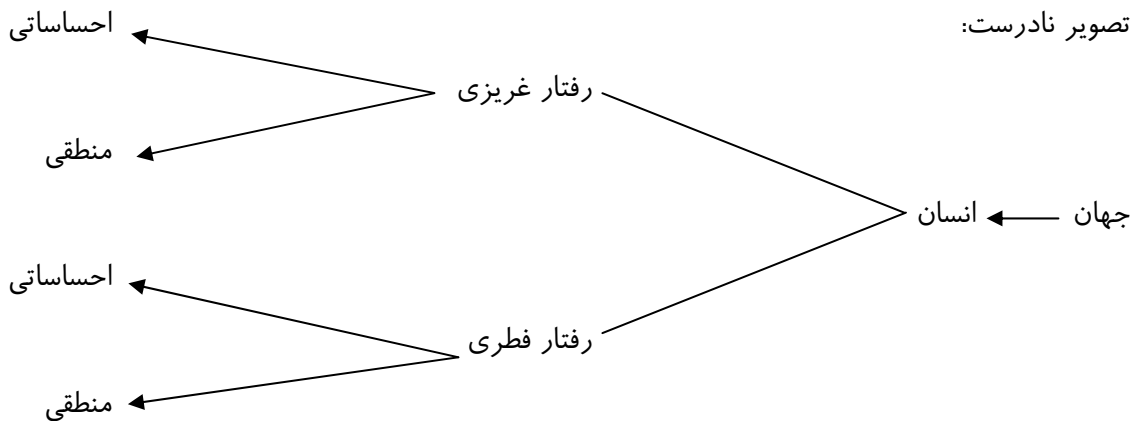 تصویر نادرست:
احساساتی
رفتار غریزی
منطقی
جهان
انسان
احساساتی
رفتار فطری
منطقی